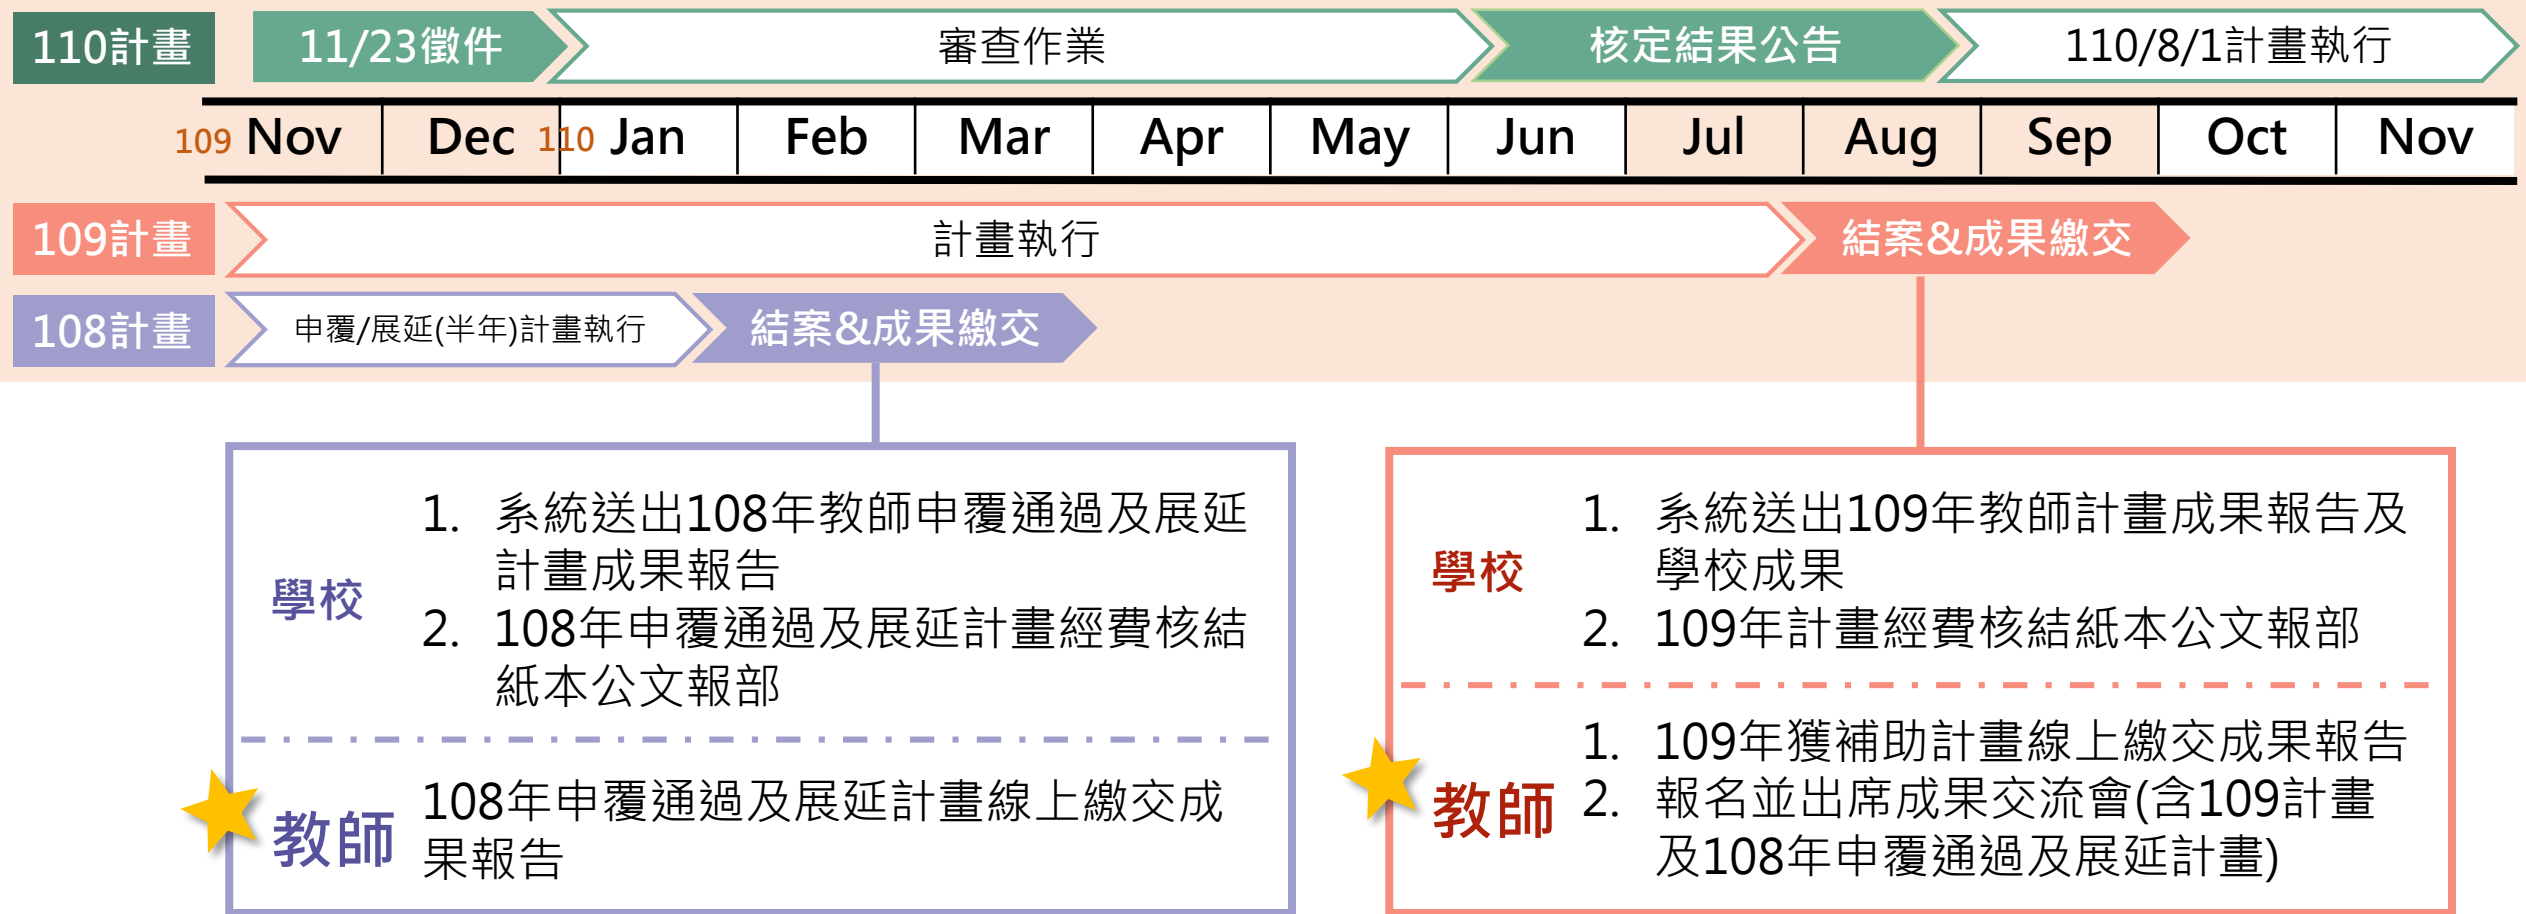 110計畫 11/23徵件 審查作業 核定結果公告 110/8/1計畫執行
109 Nov Dec 110 Jan Feb Mar Apr May Jun Jul Aug Sep Oct Nov
109計畫 計畫執行 結案&成果繳交
108計畫 申覆/展延(半年)計畫執行 結案&成果繳交
學校
1. 系統送出108年教師申覆通過及展延
計畫成果報告
2. 108年申覆通過及展延計畫經費核結
紙本公文報部
教師
108年申覆通過及展延計畫線上繳交成
果報告
學校
1. 系統送出109年教師計畫成果報告及
學校成果
2. 109年計畫經費核結紙本公文報部
教師
1. 109年獲補助計畫線上繳交成果報告
2. 報名並出席成果交流會(含109計畫
及108年申覆通過及展延計畫)